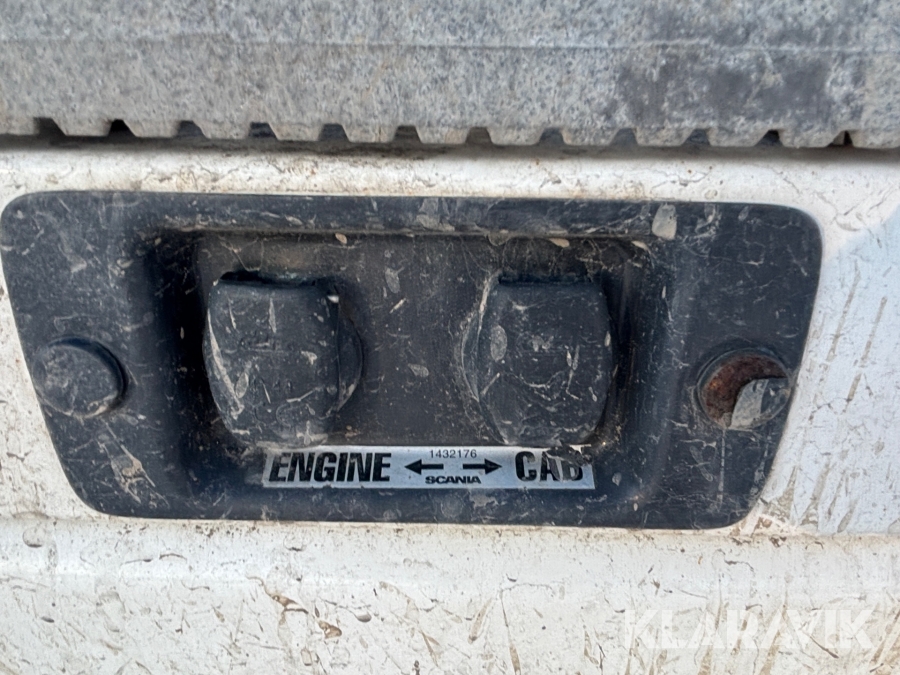 ENGINE 1432176 CAB
SCANIA
KLARAVIK